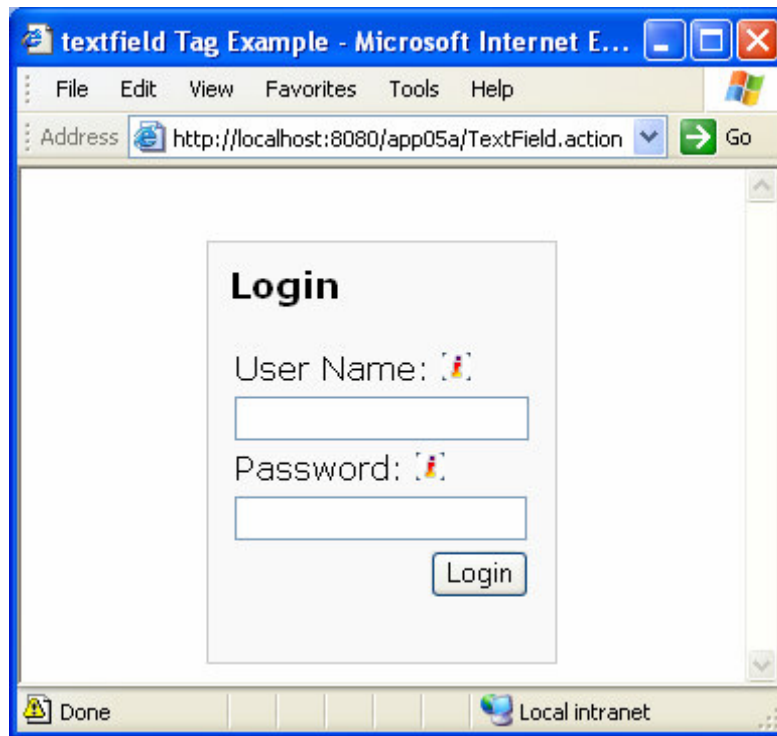 textfield Tag Example - Microsoft Internet E...
File Edit View Favorites Tools Help
Address http://localhost:8080/app05a/TextField.action Go
Login
User Name:
Password:
Login
Done Local intranet